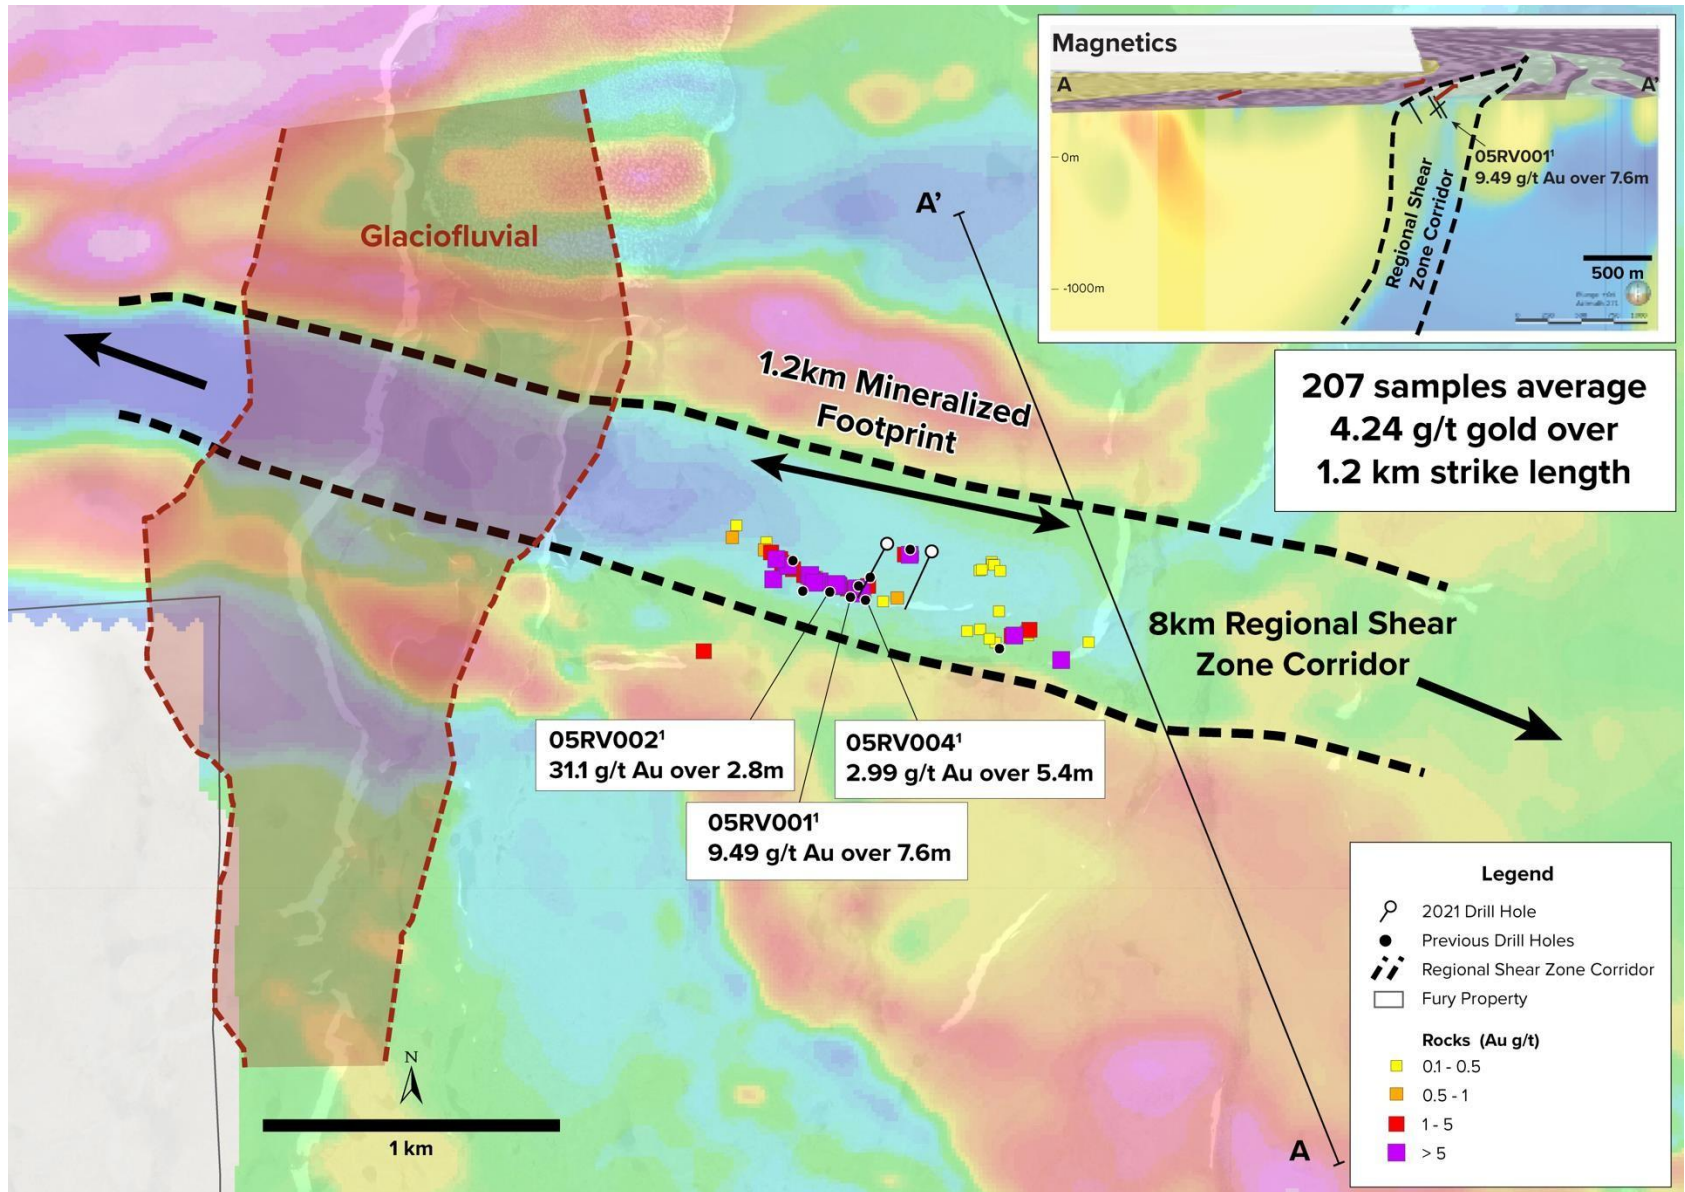 Magnetics
A
A'
0m
-1000m
Regional Shear
Zone Corridor
05RV001¹
9.49 g/t Au over 7.6m
500 m
Glaciofluvial
A'
1.2km Mineralized
Footprint
207 samples average
4.24 g/t gold over
1.2 km strike length
8km Regional Shear
Zone Corridor
05RV002¹
31.1 g/t Au over 2.8m
05RV004¹
2.99 g/t Au over 5.4m
05RV001¹
9.49 g/t Au over 7.6m
N
1 km
A
Legend
2021 Drill Hole
Previous Drill Holes
Regional Shear Zone Corridor
Fury Property
Rocks (Au g/t)
0.1 - 0.5
0.5 - 1
1 - 5
> 5